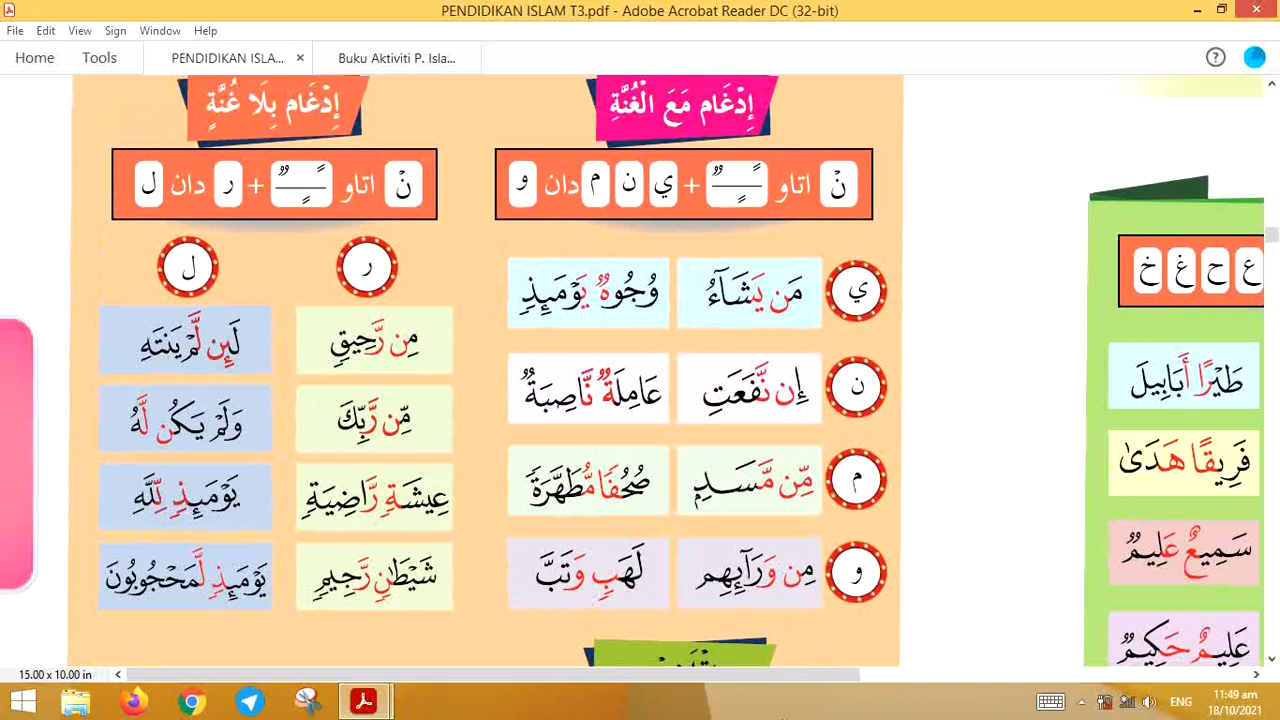 PENDIDIKAN ISLAM T3.pdf - Adobe Acrobat Reader DC (32-bit)
File Edit View Sign Window Help
Home Tools PENDIDIKAN ISLA... × Buku Aktiviti P. Isla...
إِدْغَام مَعَ الْغُنَّةِ
نْ اتاو ـًـٍـٌ + ي ن م دان و
ي
مَن يَشَآءُ
وُجُوهٌ يَوْمَئِذٍ
ن
إِن نَّفَعَتِ
عَامِلَةٌ نَّاصِبَةٌ
م
مِّن مَّسَدٍ
صُحُفًا مُّطَهَّرَةً
و
مِن وَرَآئِهِم
لَهَبٍ وَتَبَّ
إِدْغَام بِلَا غُنَّةٍ
نْ اتاو ـًـٍـٌ + ر دان ل
ر
ل
مِن رَّحِيقٍ
لَئِن لَّمْ يَنتَهِ
مِّن رَّبِّكَ
وَلَمْ يَكُن لَّهُ
عِيشَةٍ رَّاضِيَةٍ
يَوْمَئِذٍ لِّلَّهِ
شَيْطَٰنٍ رَّجِيمٍ
يَوْمَئِذٍ لَّمَحْجُوبُونَ
ع ح غ خ
طَيْرًا أَبَابِيلَ
فَرِيقًا هَدَىٰ
سَمِيعٌ عَلِيمٌ
عَلِيمٌ حَكِيمٌ
15.00 x 10.00 in
ENG
11:49 am
18/10/2021